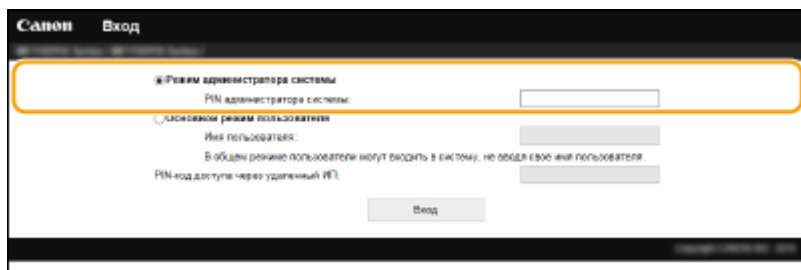 Canon Вход
Режим администратора системы
PIN администратора системы:
Основной режим пользователя
Имя пользователя:
В общем режиме пользователи могут входить в систему, не вводя свое имя пользователя.
PIN-код доступа через удаленный ИП:
Вход